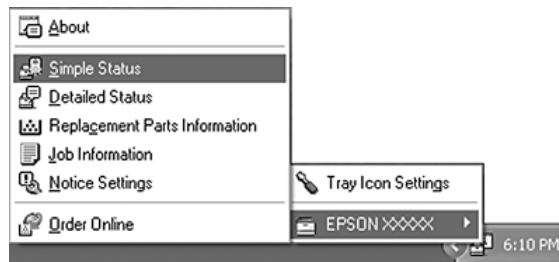 About
Simple Status
Detailed Status
Replacement Parts Information
Job Information
Notice Settings
Order Online
Tray Icon Settings
EPSON XXXXX
6:10 PM